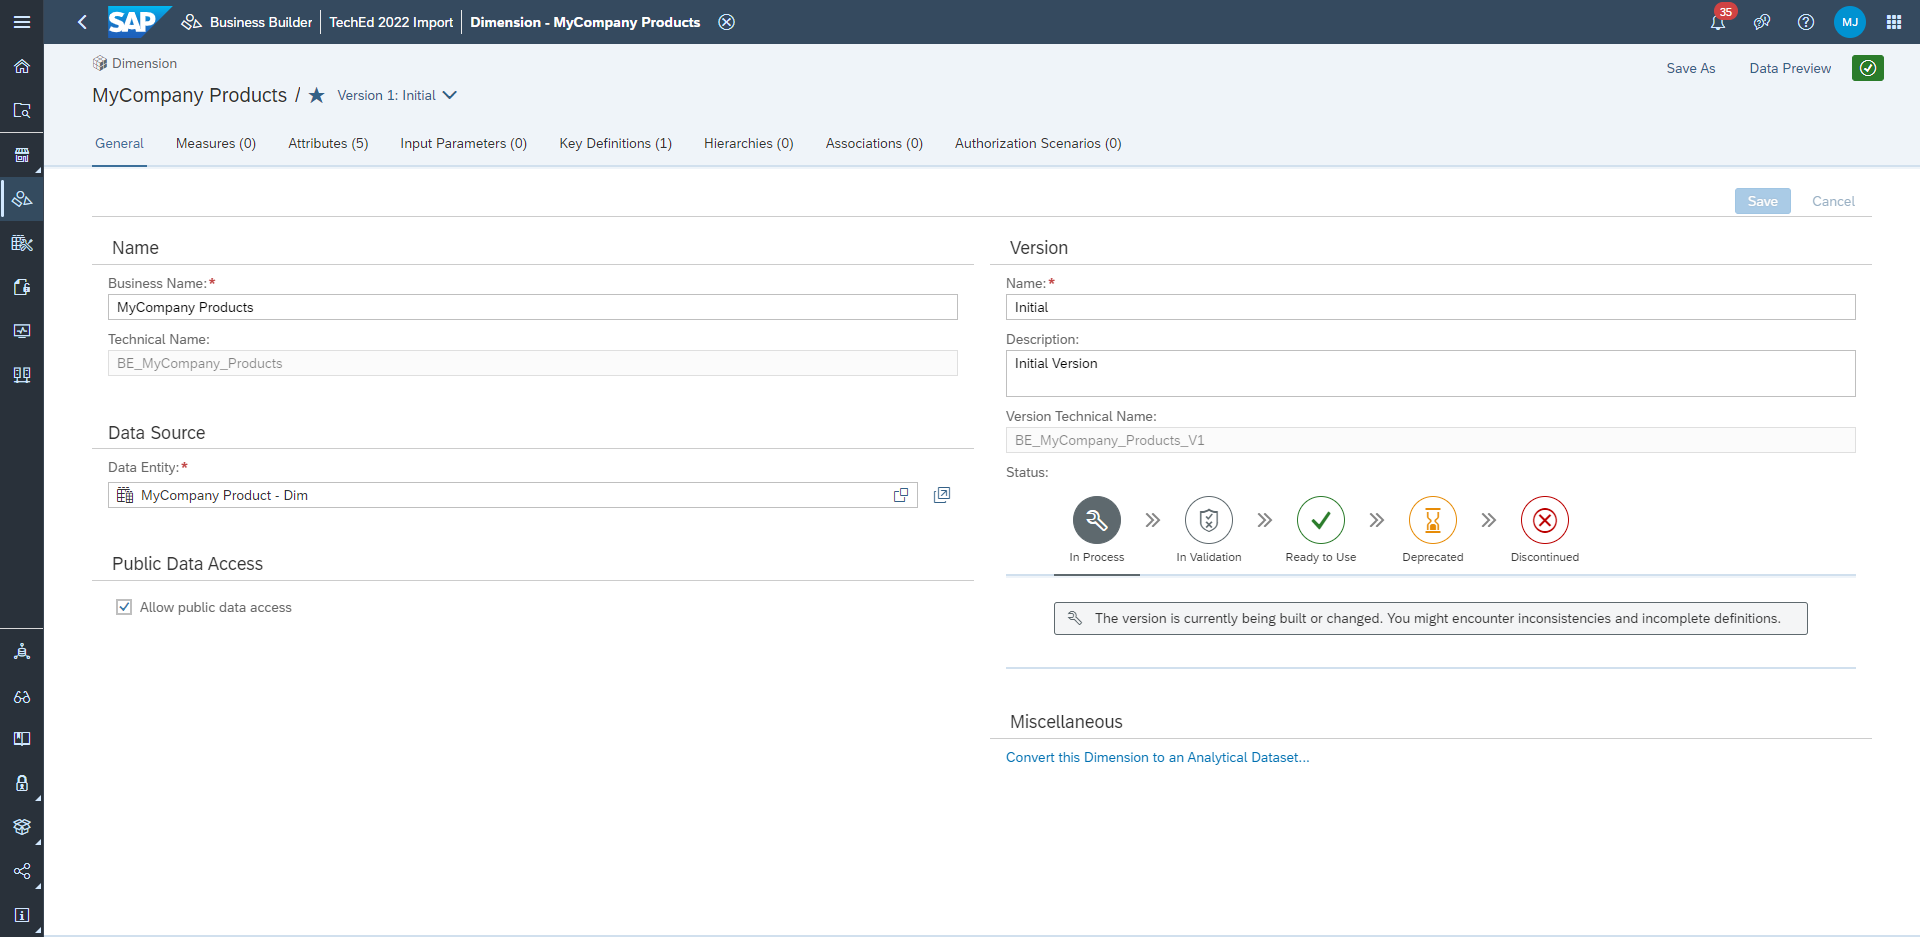 SAP Business Builder TechEd 2022 Import Dimension - MyCompany Products 35 MJ
Dimension
Save As Data Preview
MyCompany Products / ★ Version 1: Initial
General Measures (0) Attributes (5) Input Parameters (0) Key Definitions (1) Hierarchies (0) Associations (0) Authorization Scenarios (0)
Save Cancel
Name
Business Name:*
MyCompany Products
Technical Name:
BE_MyCompany_Products
Data Source
Data Entity:*
MyCompany Product - Dim
Public Data Access
Allow public data access
Version
Name:*
Initial
Description:
Initial Version
Version Technical Name:
BE_MyCompany_Products_V1
Status:
In Process In Validation Ready to Use Deprecated Discontinued
The version is currently being built or changed. You might encounter inconsistencies and incomplete definitions.
Miscellaneous
Convert this Dimension to an Analytical Dataset...